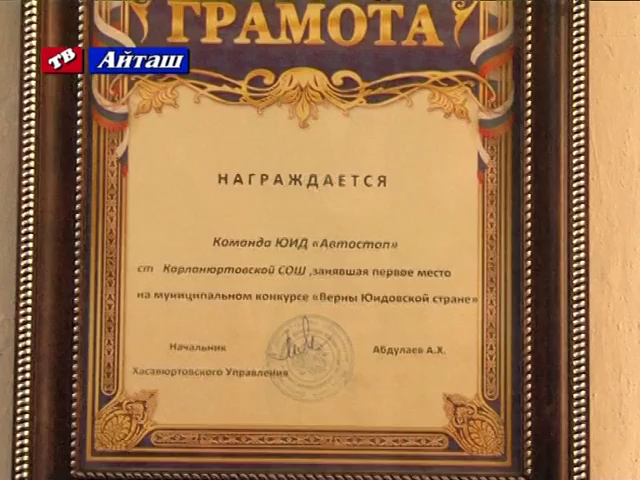 ГРАМОТА
ТВ Айташ
НАГРАЖДАЕТСЯ
Команда ЮИД «Автостоп»
ст Карланюртовской СОШ ,занявшая первое место
на муниципальном конкурсе «Верны Юидовской стране»
Начальник Абдулаев А.Х.
Хасавюртовского Управления